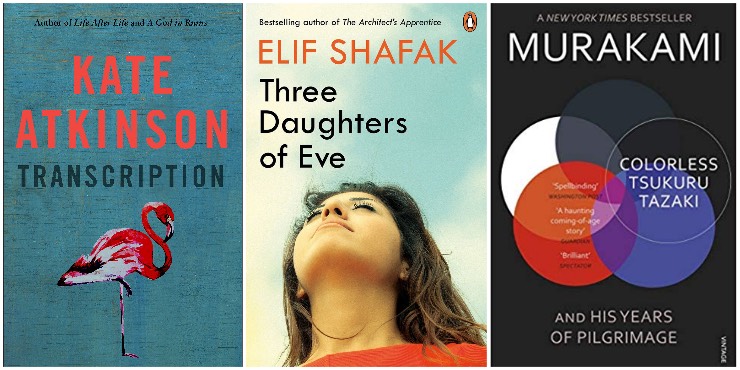 Author of Life After Life and A God in Ruins
KATE
ATKINSON
TRANSCRIPTION
Bestselling author of The Architect's Apprentice
ELIF SHAFAK
Three
Daughters
of Eve
A NEW YORK TIMES BESTSELLER
MURAKAMI
COLORLESS
TSUKURU
TAZAKI
'Spellbinding'
WASHINGTON POST
'A haunting
coming-of-age
story'
GUARDIAN
'Brilliant'
SPECTATOR
AND HIS YEARS
OF PILGRIMAGE
VINTAGE